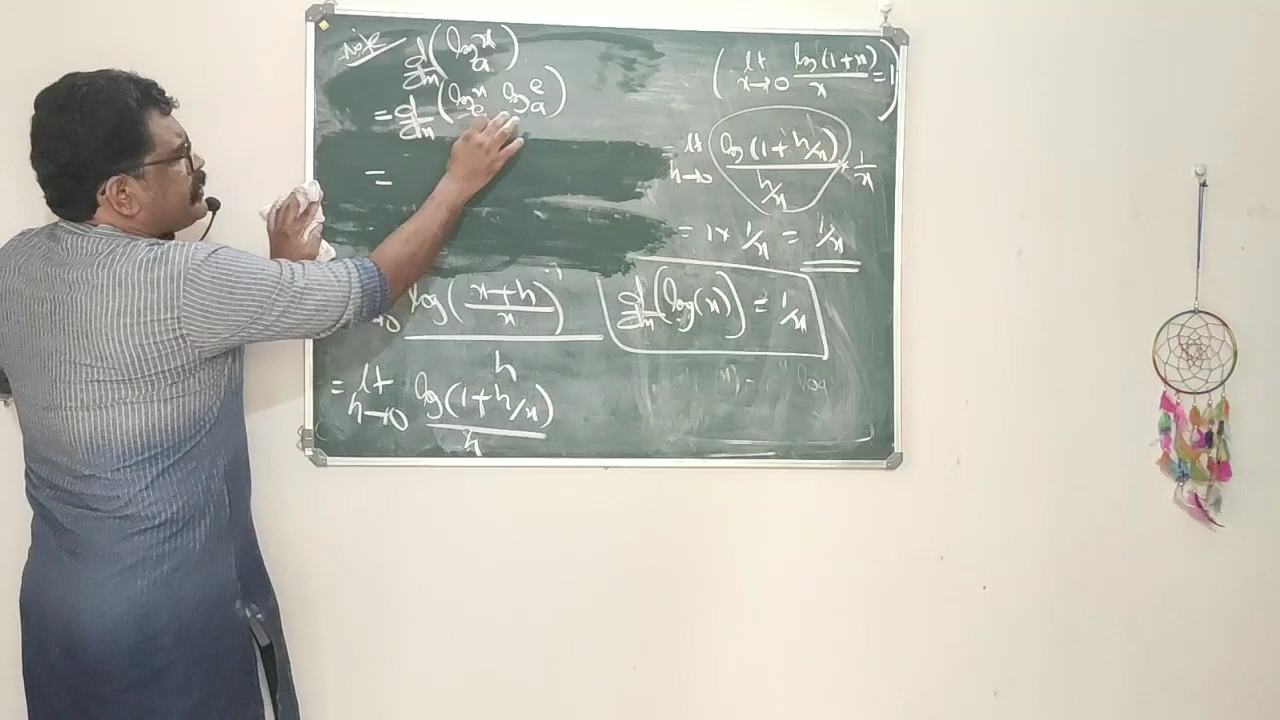 Note d/dx (log_a x)
= d/dx (log_e x log_a e)
=
log((x+h)/x)
h
= lt h→0 log(1+h/x)/h
(lt x→0 log(1+x)/x = 1)
= lt h→0 log(1+h/x)/(h/x) × 1/x
= 1 × 1/x = 1/x
d/dx (log(x)) = 1/x